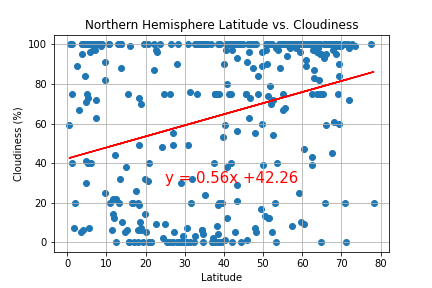 Northern Hemisphere Latitude vs. Cloudiness
100
80
60
40
20
0
Cloudiness (%)
y = 0.56x +42.26
0 10 20 30 40 50 60 70 80
Latitude